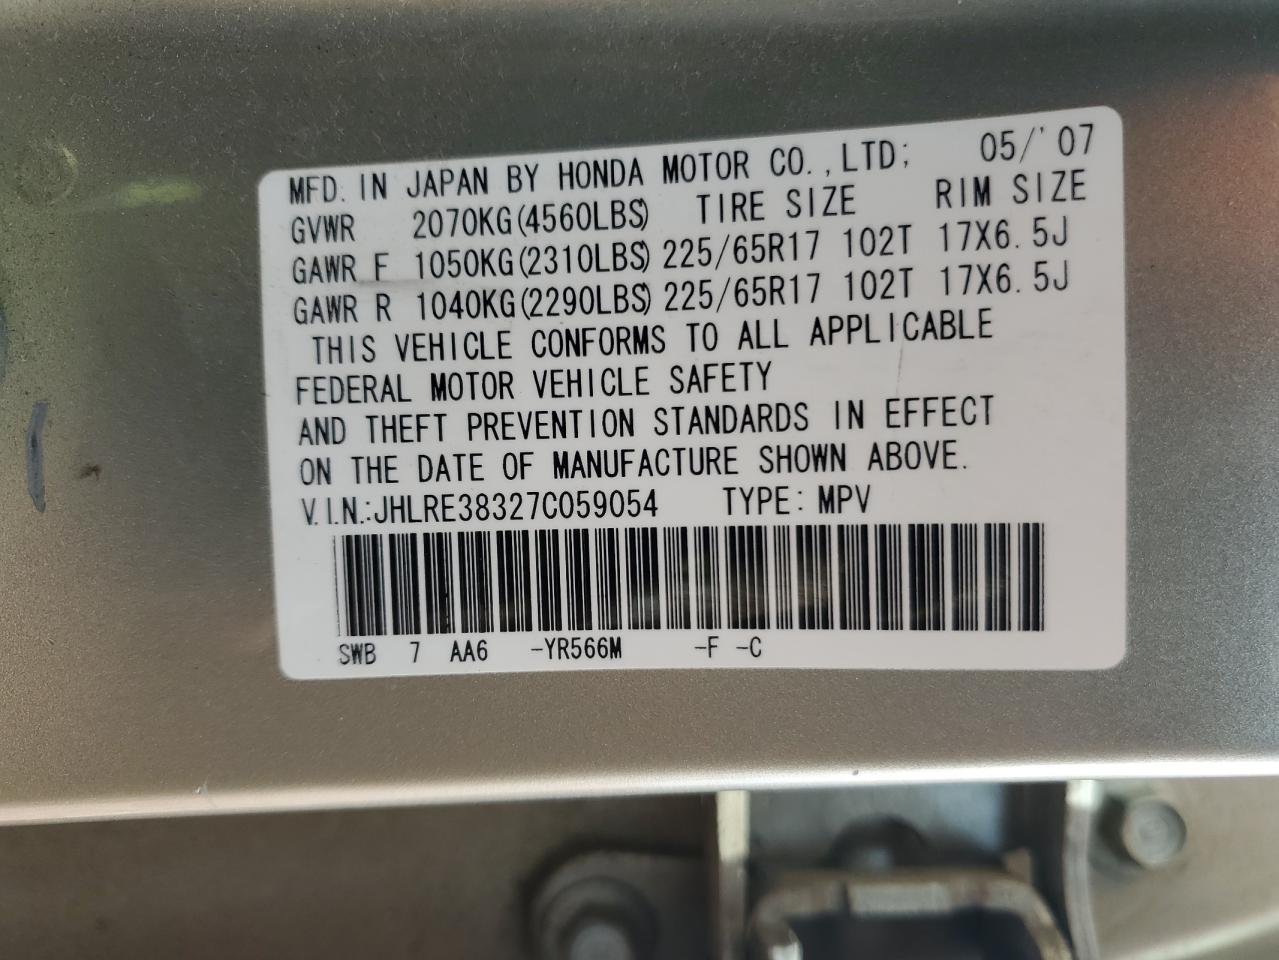 MFD. IN JAPAN BY HONDA MOTOR CO.,LTD; 05/'07
GVWR 2070KG(4560LBS) TIRE SIZE RIM SIZE
GAWR F 1050KG(2310LBS) 225/65R17 102T 17X6.5J
GAWR R 1040KG(2290LBS) 225/65R17 102T 17X6.5J
THIS VEHICLE CONFORMS TO ALL APPLICABLE
FEDERAL MOTOR VEHICLE SAFETY
AND THEFT PREVENTION STANDARDS IN EFFECT
ON THE DATE OF MANUFACTURE SHOWN ABOVE.
V.I.N.:JHLRE38327C059054 TYPE: MPV
SWB 7 AA6 -YR566M -F -C